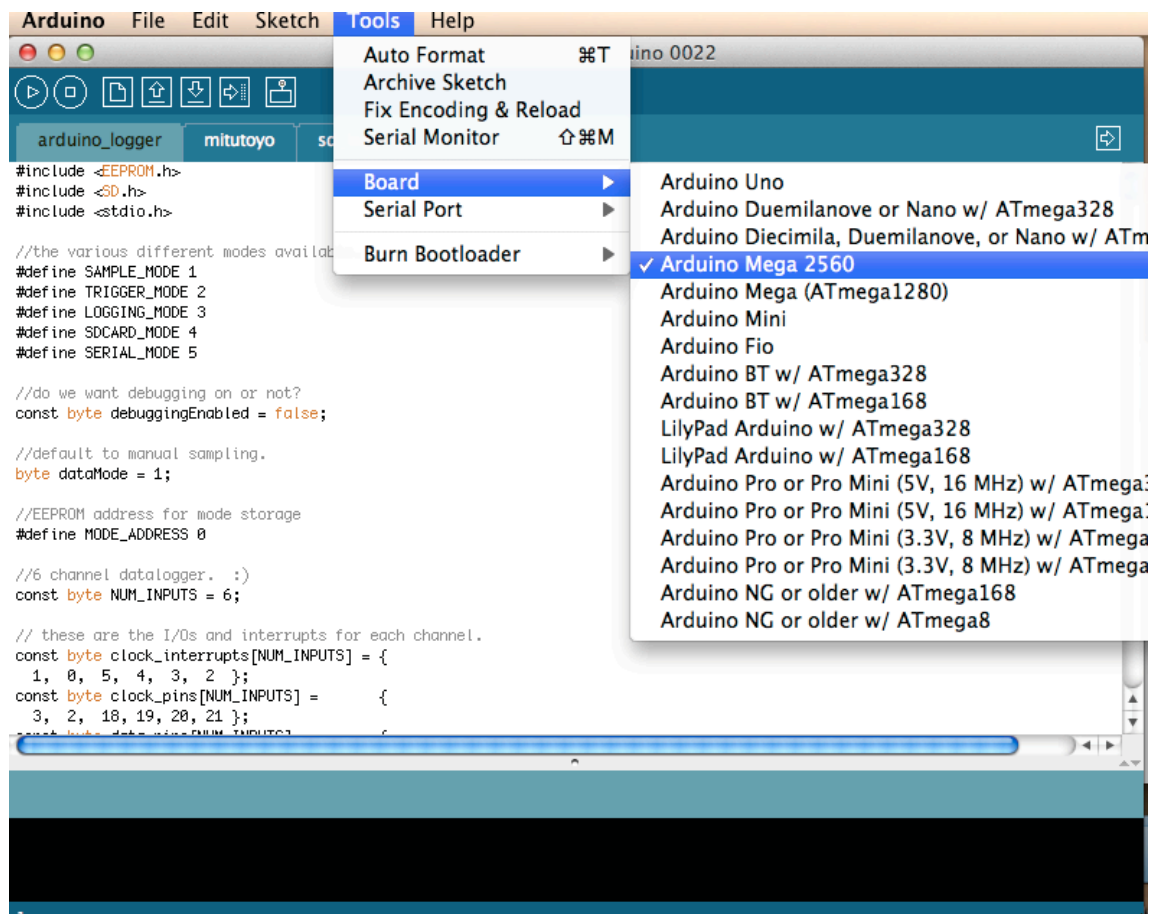 Arduino File Edit Sketch Tools Help
ino 0022
arduino_logger mitutoyo
Auto Format ⌘T
Archive Sketch
Fix Encoding & Reload
Serial Monitor ⇧⌘M
Board
Serial Port
Burn Bootloader
Arduino Uno
Arduino Duemilanove or Nano w/ ATmega328
Arduino Diecimila, Duemilanove, or Nano w/ ATm
✓ Arduino Mega 2560
Arduino Mega (ATmega1280)
Arduino Mini
Arduino Fio
Arduino BT w/ ATmega328
Arduino BT w/ ATmega168
LilyPad Arduino w/ ATmega328
LilyPad Arduino w/ ATmega168
Arduino Pro or Pro Mini (5V, 16 MHz) w/ ATmega
Arduino Pro or Pro Mini (5V, 16 MHz) w/ ATmega
Arduino Pro or Pro Mini (3.3V, 8 MHz) w/ ATmega
Arduino Pro or Pro Mini (3.3V, 8 MHz) w/ ATmega
Arduino NG or older w/ ATmega168
Arduino NG or older w/ ATmega8
#include <EEPROM.h>
#include <SD.h>
#include <stdio.h>
//the various different modes availab
#define SAMPLE_MODE 1
#define TRIGGER_MODE 2
#define LOGGING_MODE 3
#define SDCARD_MODE 4
#define SERIAL_MODE 5
//do we want debugging on or not?
const byte debuggingEnabled = false;
//default to manual sampling.
byte dataMode = 1;
//EEPROM address for mode storage
#define MODE_ADDRESS 0
//6 channel datalogger. :)
const byte NUM_INPUTS = 6;
// these are the I/Os and interrupts for each channel.
const byte clock_interrupts[NUM_INPUTS] = {
1, 0, 5, 4, 3, 2 };
const byte clock_pins[NUM_INPUTS] = {
3, 2, 18, 19, 20, 21 };